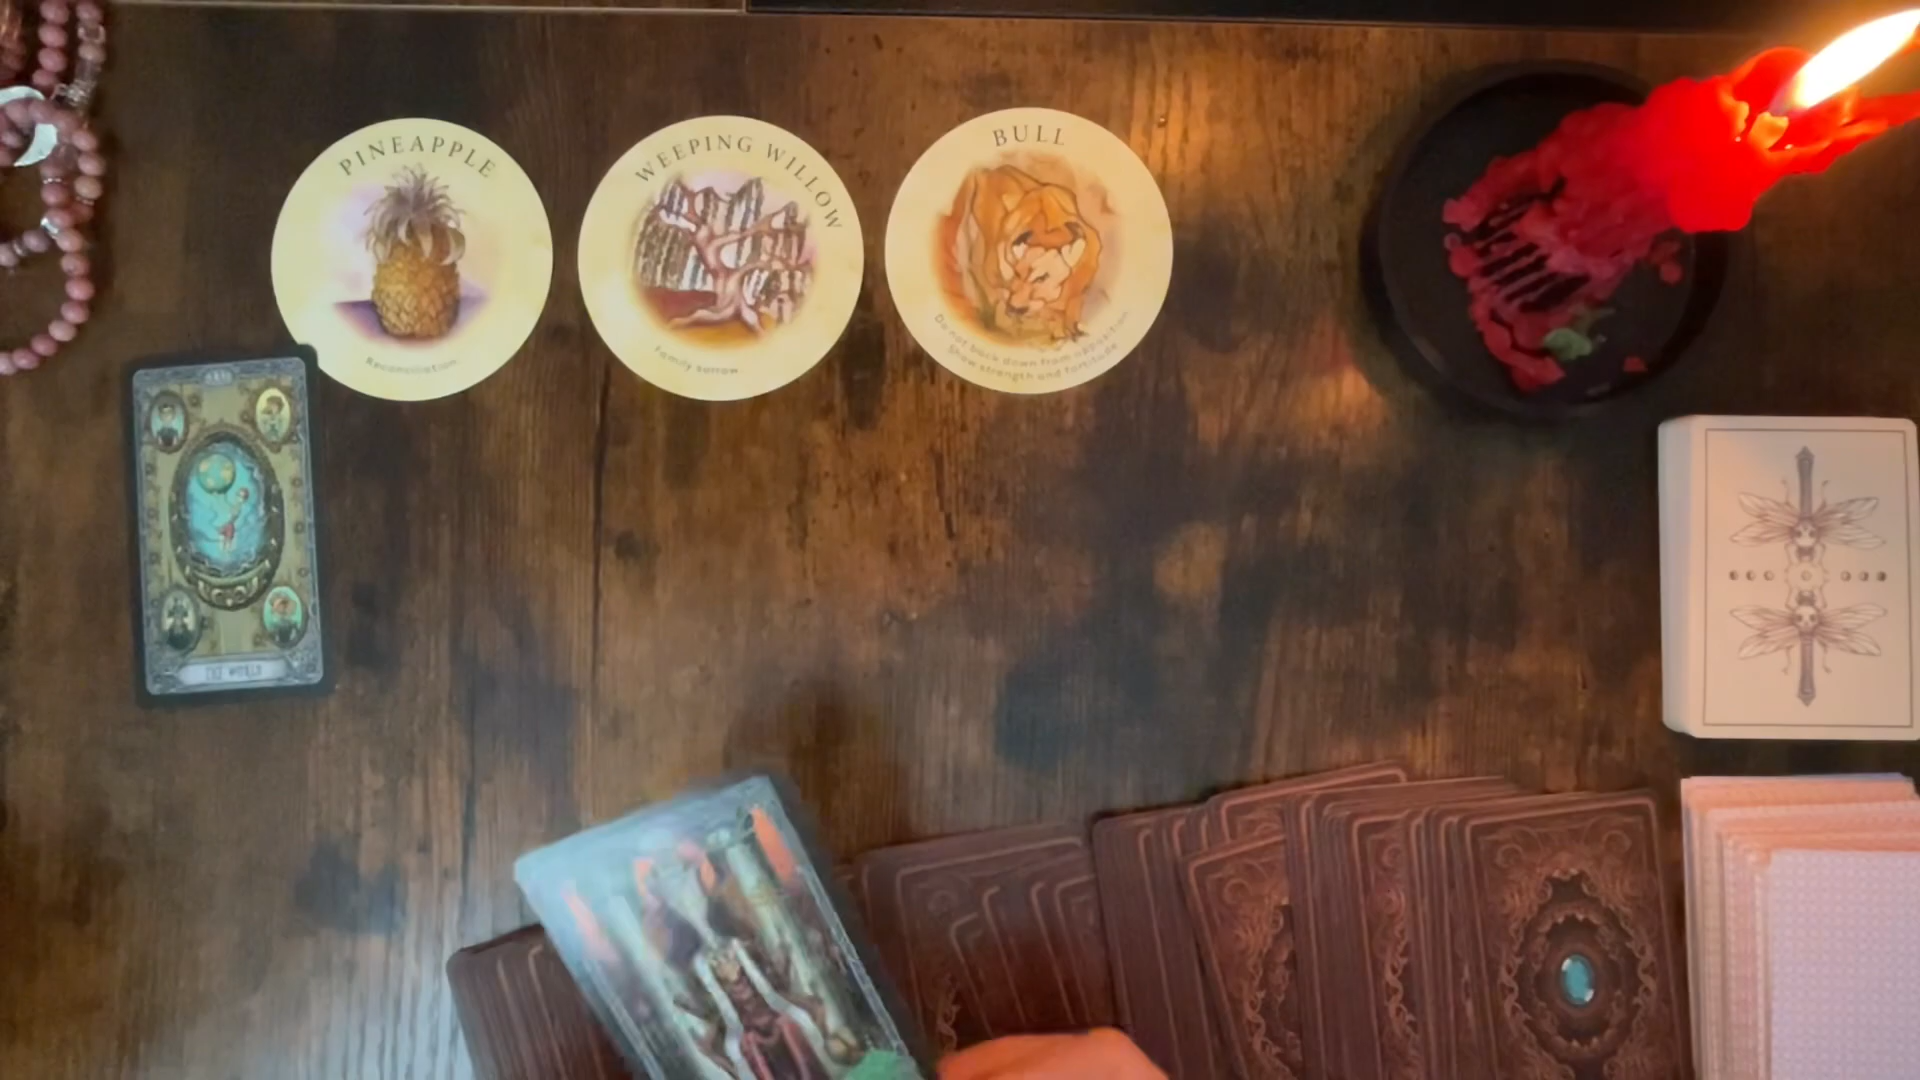 PINEAPPLE
Reconciliation.
WEEPING WILLOW
Family sorrow.
BULL
Do not back down from opposition
Show strength and fortitude
THE WORLD